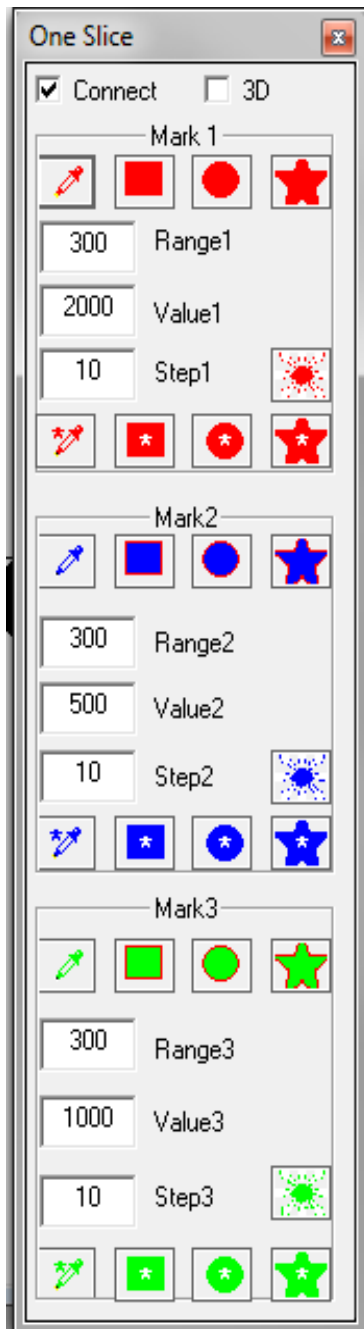 One Slice
Connect 3D
Mark 1
300 Range1
2000 Value1
10 Step1
Mark2
300 Range2
500 Value2
10 Step2
Mark3
300 Range3
1000 Value3
10 Step3